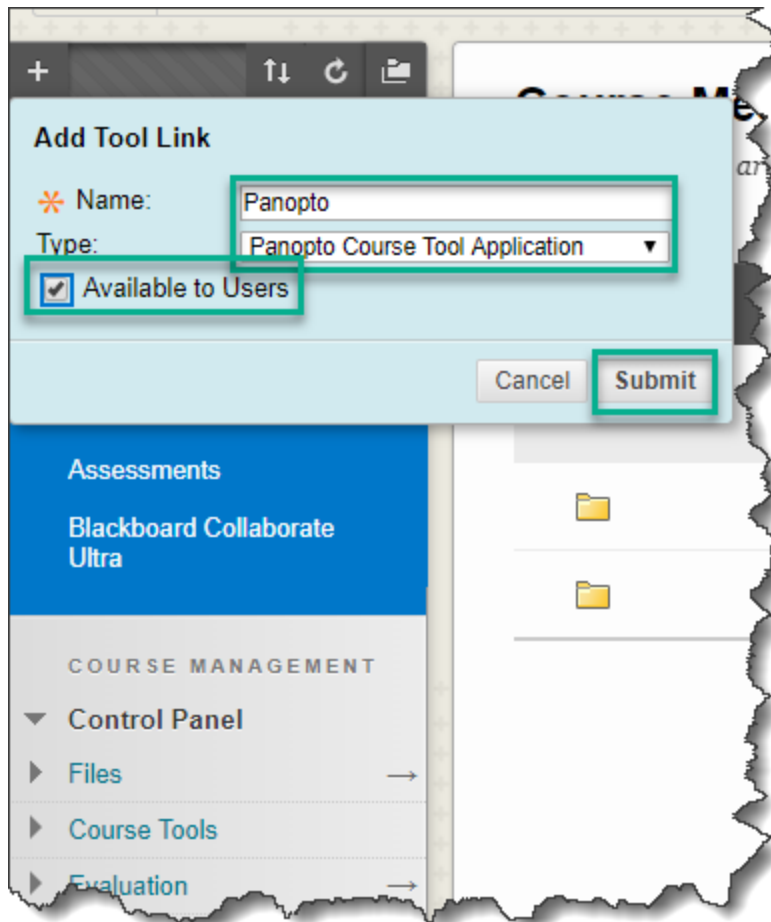 Add Tool Link
Name:
Panopto
Type:
Panopto Course Tool Application
Available to Users
Cancel
Submit
Assessments
Blackboard Collaborate
Ultra
COURSE MANAGEMENT
Control Panel
Files
Course Tools
Evaluation